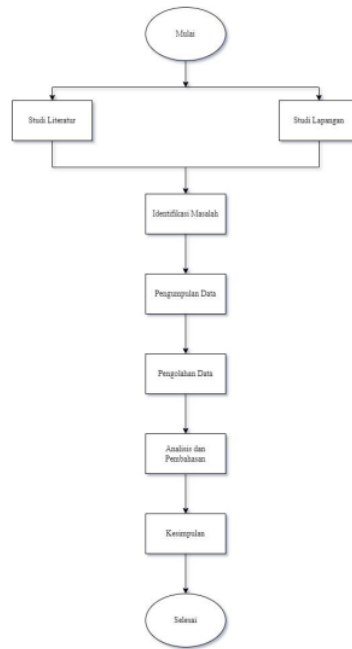 Mulai
Studi Literatur
Studi Lapangan
Identifikasi Masalah
Pengumpulan Data
Pengolahan Data
Analisis dan
Pembahasan
Kesimpulan
Selesai